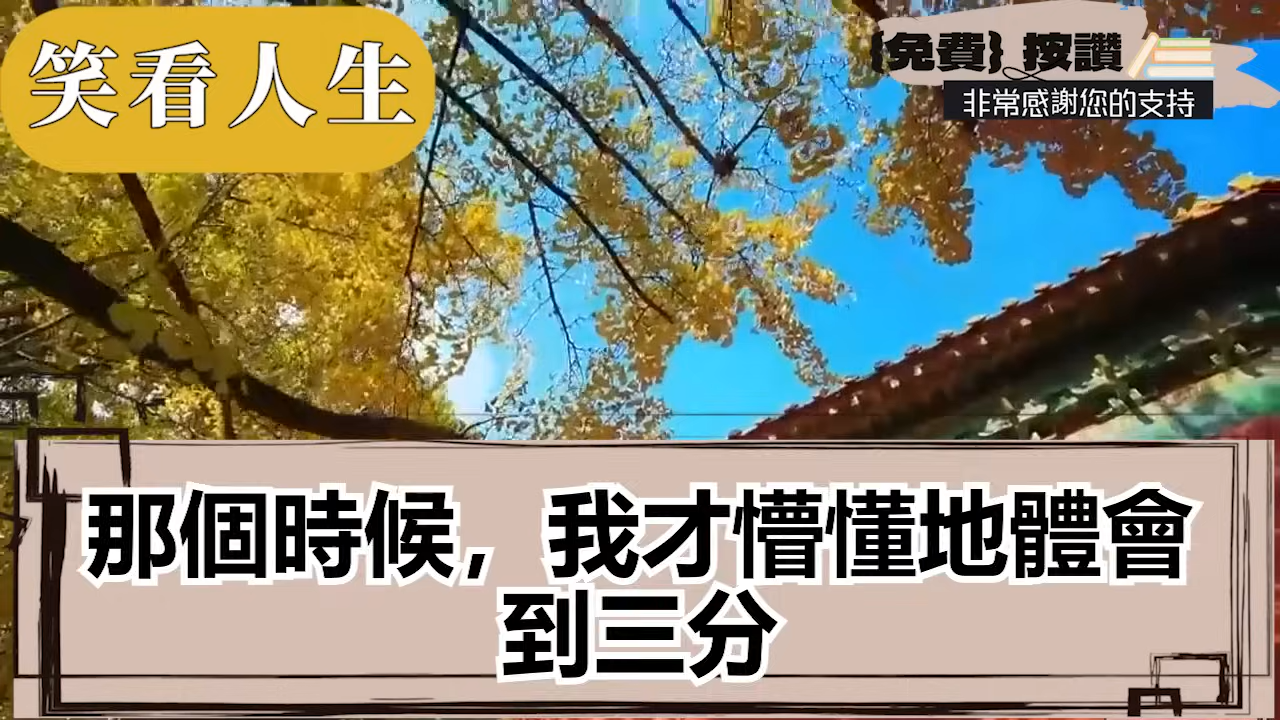 笑看人生
{免費} 按讚
非常感謝您的支持
那個時候，我才懵懂地體會
到三分